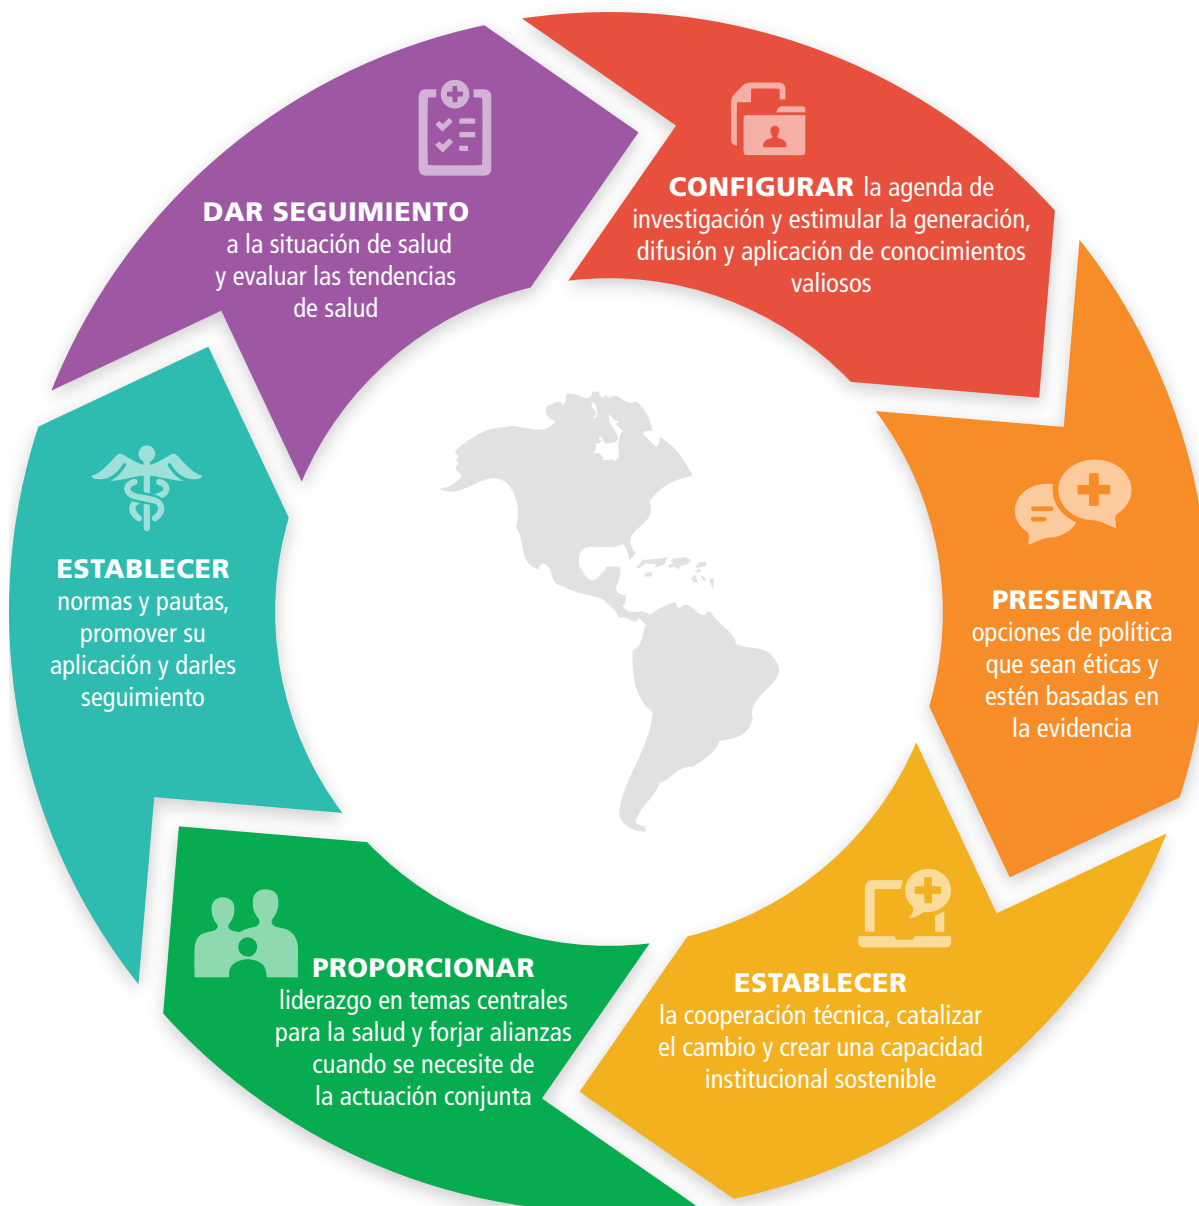 DAR SEGUIMIENTO
a la situación de salud
y evaluar las tendencias
de salud
CONFIGURAR la agenda de
investigación y estimular la generación,
difusión y aplicación de conocimientos
valiosos
PRESENTAR
opciones de política
que sean éticas y
estén basadas en
la evidencia
ESTABLECER
la cooperación técnica, catalizar
el cambio y crear una capacidad
institucional sostenible
PROPORCIONAR
liderazgo en temas centrales
para la salud y forjar alianzas
cuando se necesite de
la actuación conjunta
ESTABLECER
normas y pautas,
promover su
aplicación y darles
seguimiento